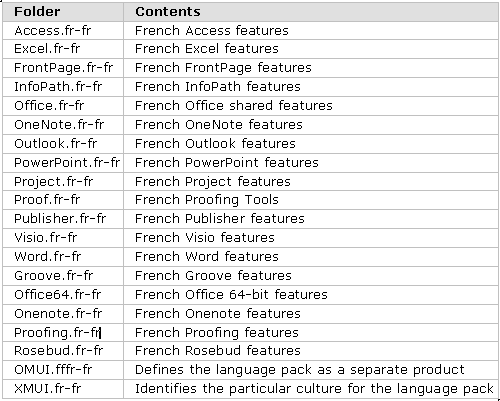 Folder Contents
Access.fr-fr French Access features
Excel.fr-fr French Excel features
FrontPage.fr-fr French FrontPage features
InfoPath.fr-fr French InfoPath features
Office.fr-fr French Office shared features
OneNote.fr-fr French OneNote features
Outlook.fr-fr French Outlook features
PowerPoint.fr-fr French PowerPoint features
Project.fr-fr French Project features
Proof.fr-fr French Proofing Tools
Publisher.fr-fr French Publisher features
Visio.fr-fr French Visio features
Word.fr-fr French Word features
Groove.fr-fr French Groove features
Office64.fr-fr French Office 64-bit features
Onenote.fr-fr French Onenote features
Proofing.fr-fr French Proofing features
Rosebud.fr-fr French Rosebud features
OMUI.fffr-fr Defines the language pack as a separate product
XMUI.fr-fr Identifies the particular culture for the language pack